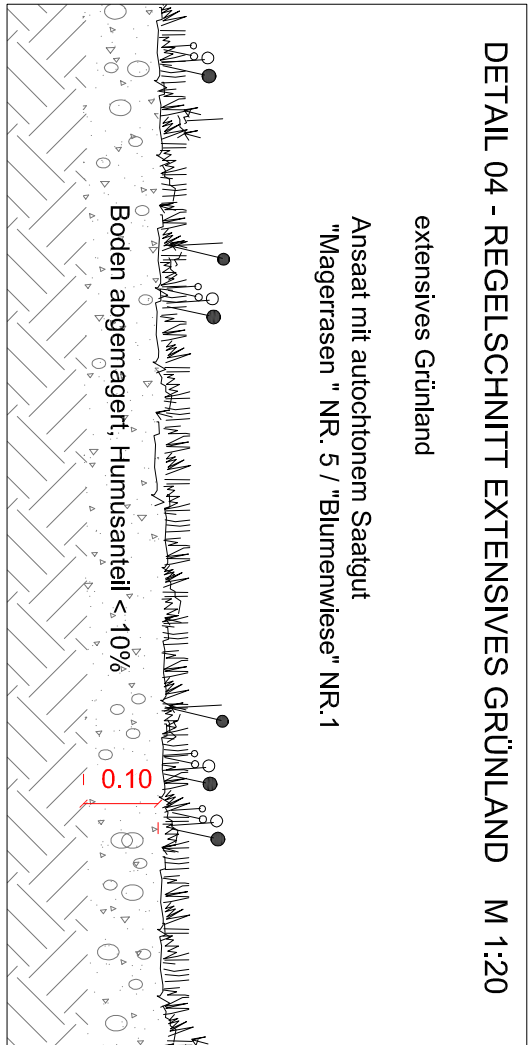 DETAIL 04 - REGELSCHNITT EXTENSIVES GRÜNLAND M 1:20
extensives Grünland
Ansaat mit autochtonem Saatgut
"Magerrasen " NR. 5 / "Blumenwiese" NR.1
Boden abgemagert, Humusanteil < 10%
0.10